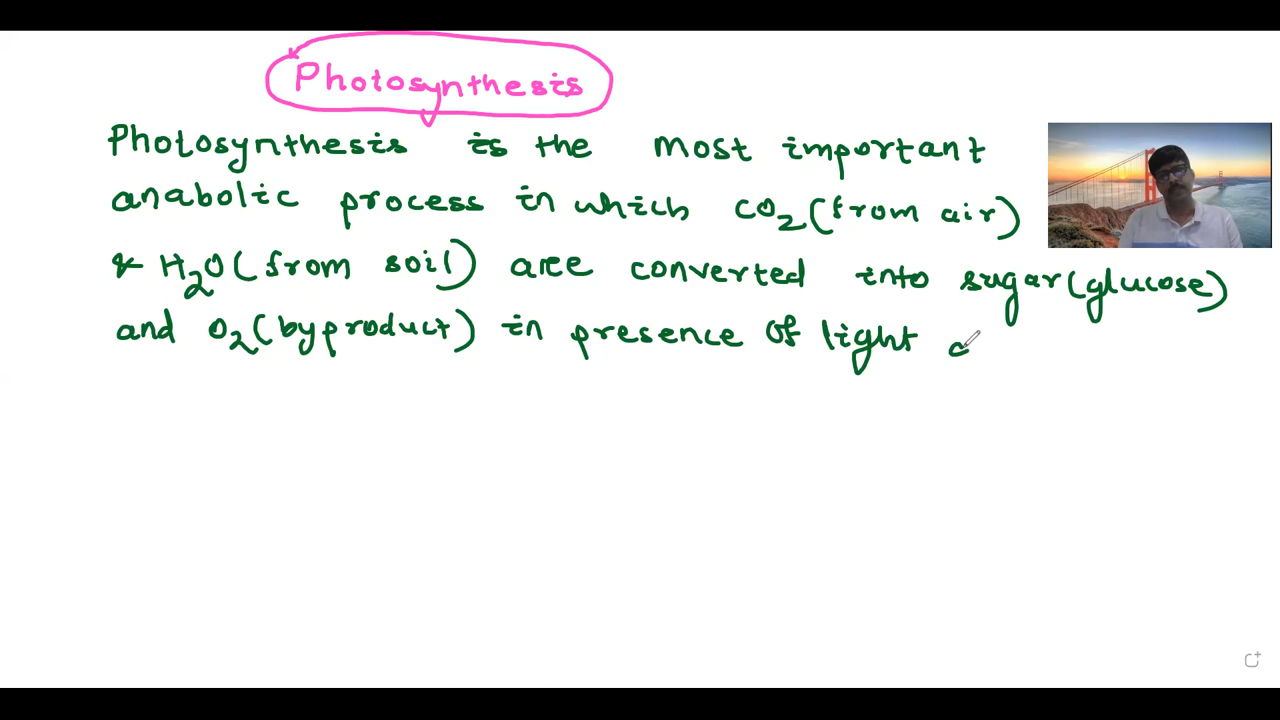 Photosynthesis
Photosynthesis is the most important
anabolic process in which CO₂ (from air)
& H₂O (from soil) are converted into sugar (glucose)
and O₂ (byproduct) in presence of light